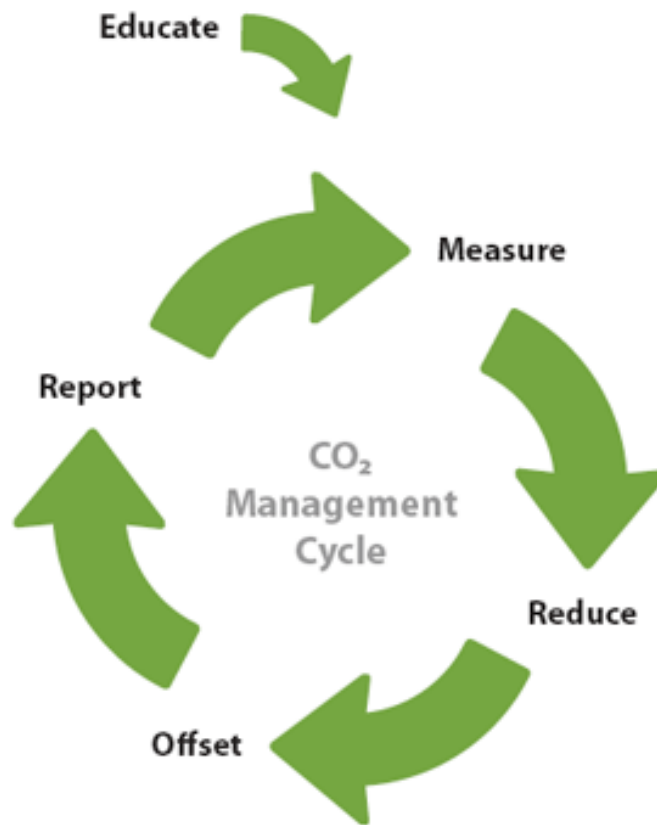 Educate
Measure
Report
CO₂
Management
Cycle
Reduce
Offset